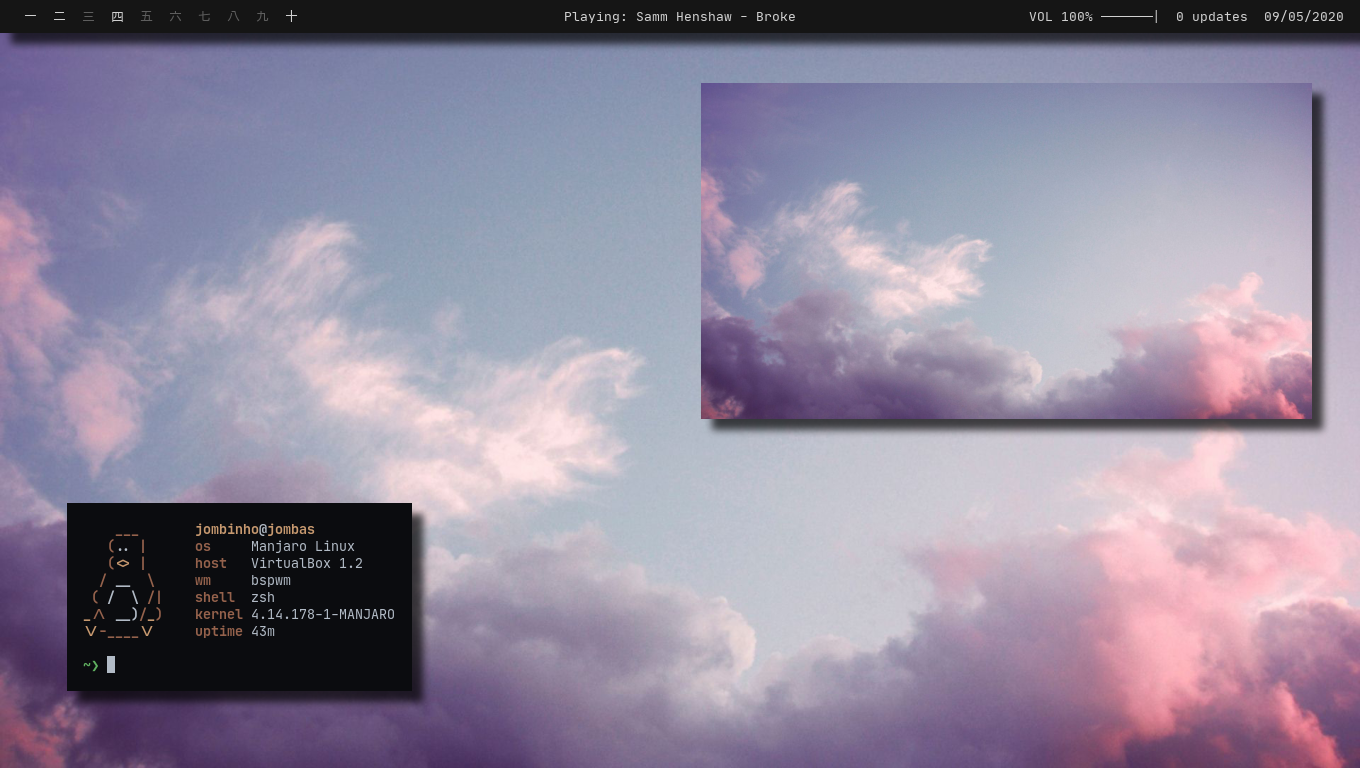 一 二 三 四 五 六 七 八 九 十
Playing: Samm Henshaw - Broke
VOL 100% ───────| 0 updates 09/05/2020
jombinho@jombas
os Manjaro Linux
host VirtualBox 1.2
wm bspwm
shell zsh
kernel 4.14.178-1-MANJARO
uptime 43m
~❯